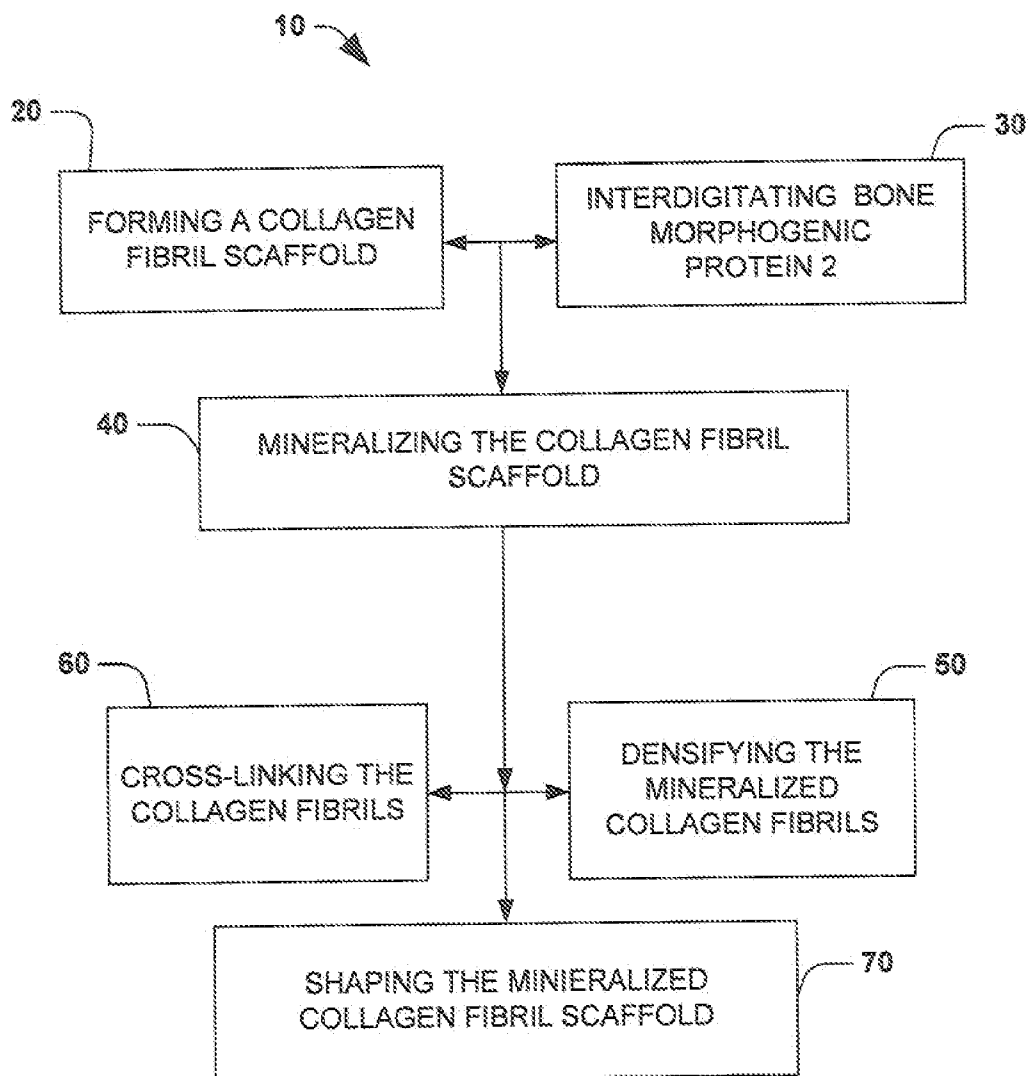 10
20
30
FORMING A COLLAGEN
FIBRIL SCAFFOLD
INTERDIGITATING BONE
MORPHOGENIC
PROTEIN 2
40
MINERALIZING THE COLLAGEN FIBRIL
SCAFFOLD
60
50
CROSS-LINKING THE
COLLAGEN FIBRILS
DENSIFYING THE
MINERALIZED
COLLAGEN FIBRILS
SHAPING THE MINIERALIZED
COLLAGEN FIBRIL SCAFFOLD
70